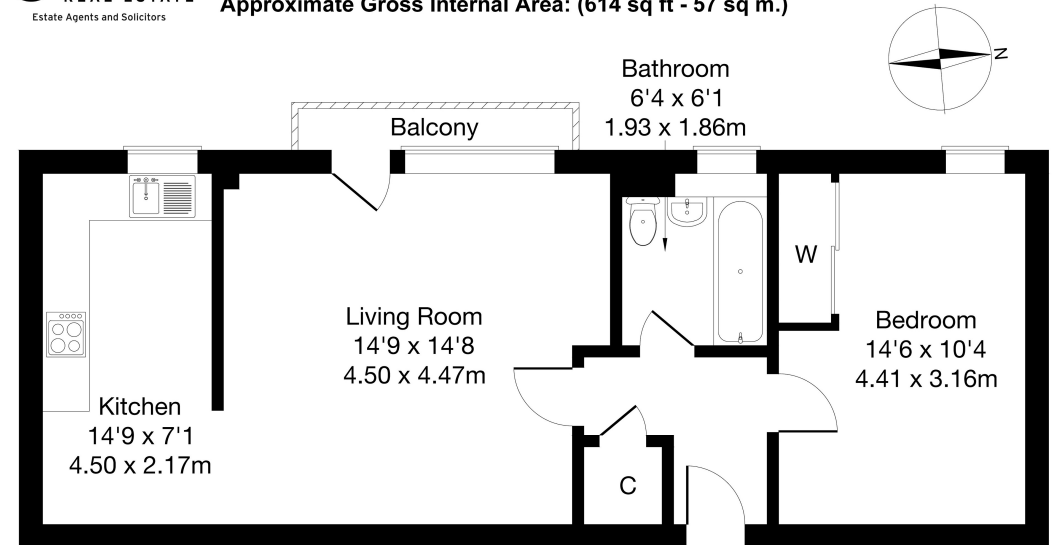 REAL ESTATE
Estate Agents and Solicitors
Approximate Gross Internal Area: (614 sq ft - 57 sq m.)
N
Bathroom
6'4 x 6'1
1.93 x 1.86m
Balcony
W
Living Room
14'9 x 14'8
4.50 x 4.47m
Bedroom
14'6 x 10'4
4.41 x 3.16m
Kitchen
14'9 x 7'1
4.50 x 2.17m
C